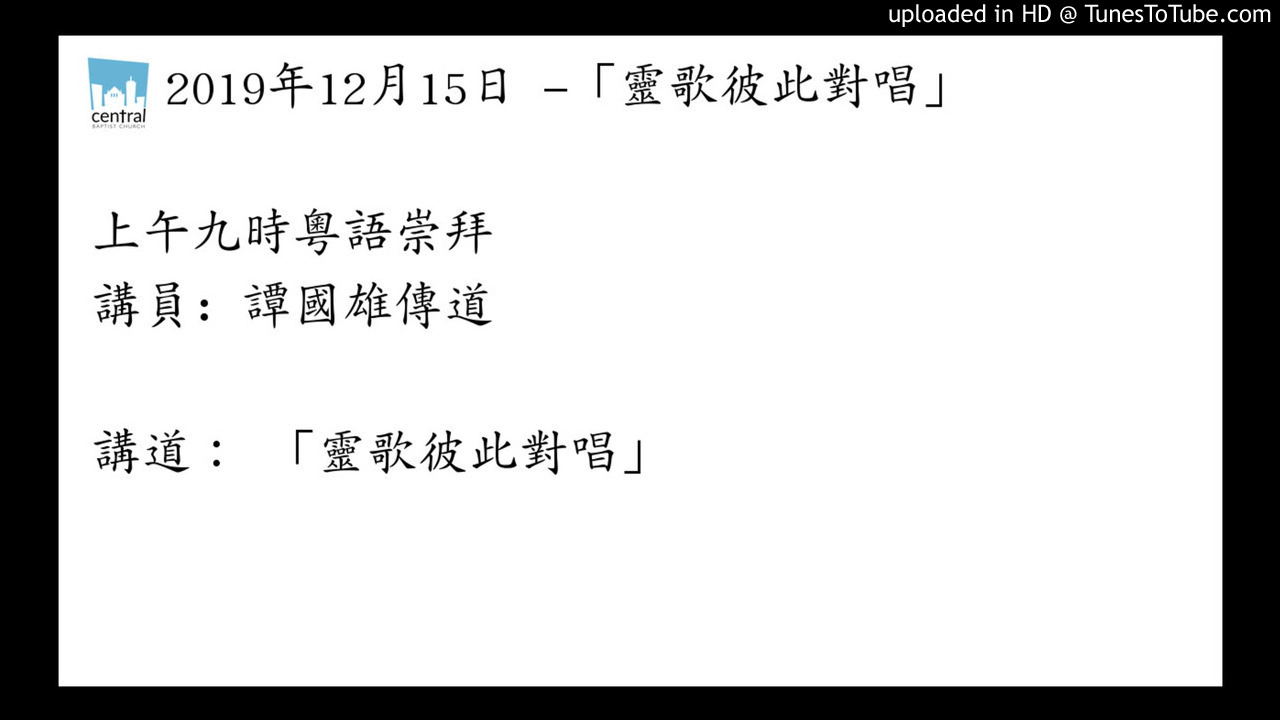 uploaded in HD @ TunesToTube.com
central
BAPTIST CHURCH
2019年12月15日 –「靈歌彼此對唱」
上午九時粵語崇拜
講員: 譚國雄傳道
講道： 「靈歌彼此對唱」